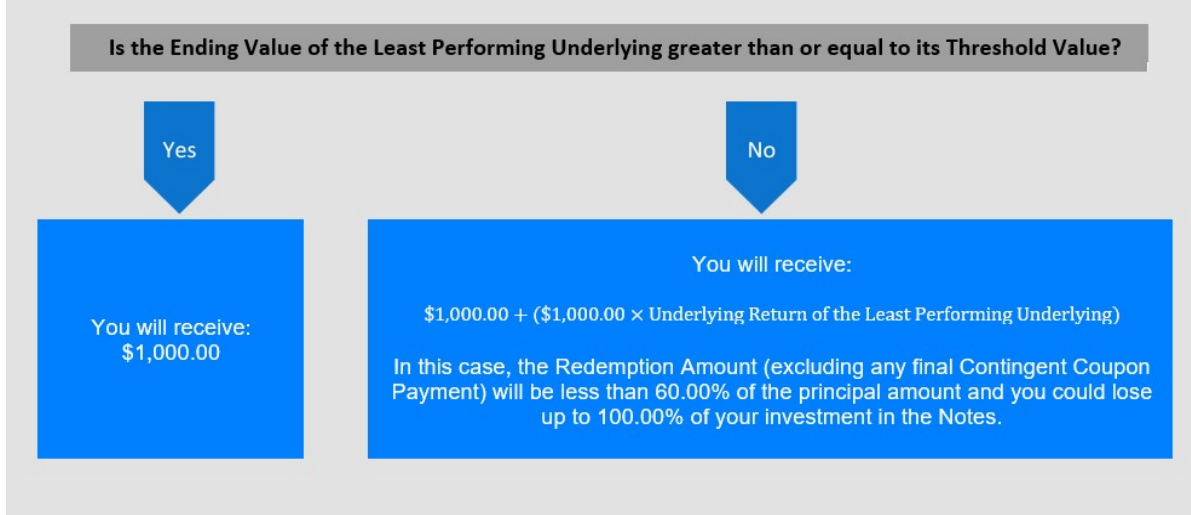 Is the Ending Value of the Least Performing Underlying greater than or equal to its Threshold Value?
Yes
No
You will receive:
$1,000.00
You will receive:
$1,000.00 + ($1,000.00 × Underlying Return of the Least Performing Underlying)
In this case, the Redemption Amount (excluding any final Contingent Coupon
Payment) will be less than 60.00% of the principal amount and you could lose
up to 100.00% of your investment in the Notes.